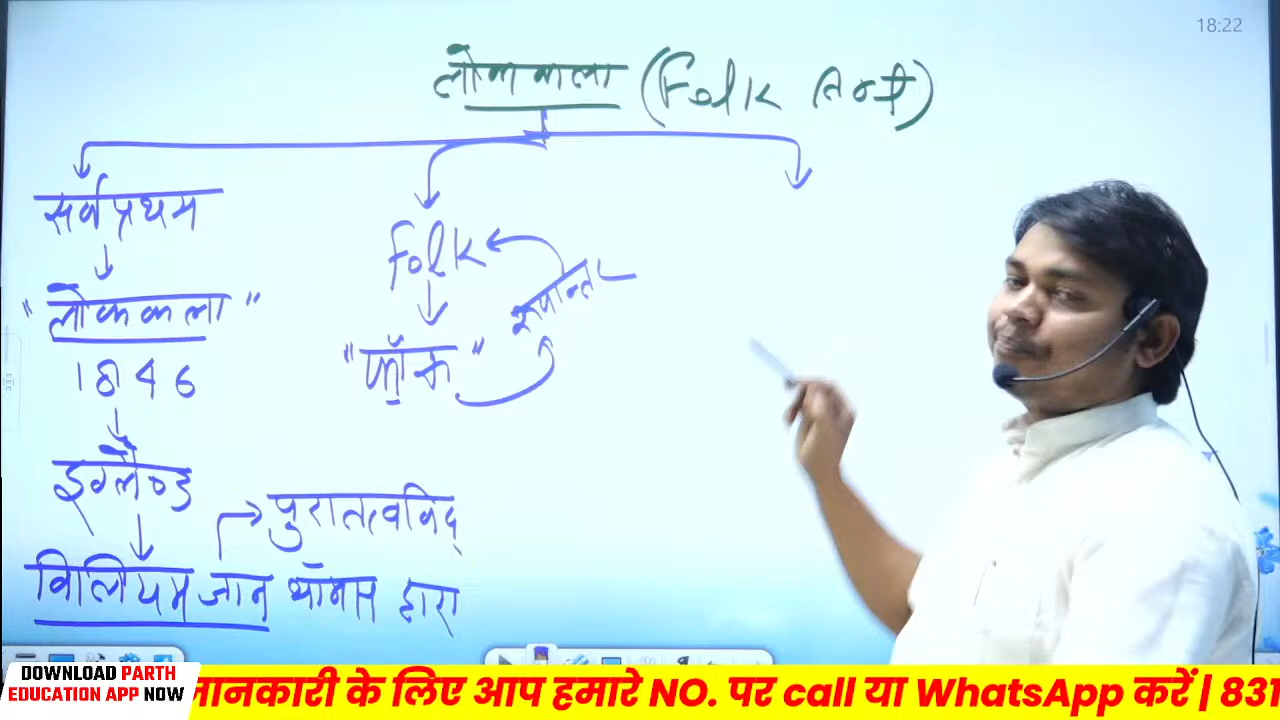 18:22
लोककला (Folk
सर्वप्रथम
"लोककला"
1846
इग्लैण्ड
विलियम जान थॉमस द्वारा
पुरातत्वविद्
Folk
"फॉक"
रूपान्तर
DOWNLOAD PARTH
EDUCATION APP NOW
जानकारी के लिए आप हमारे NO. पर call या WhatsApp करें | 831